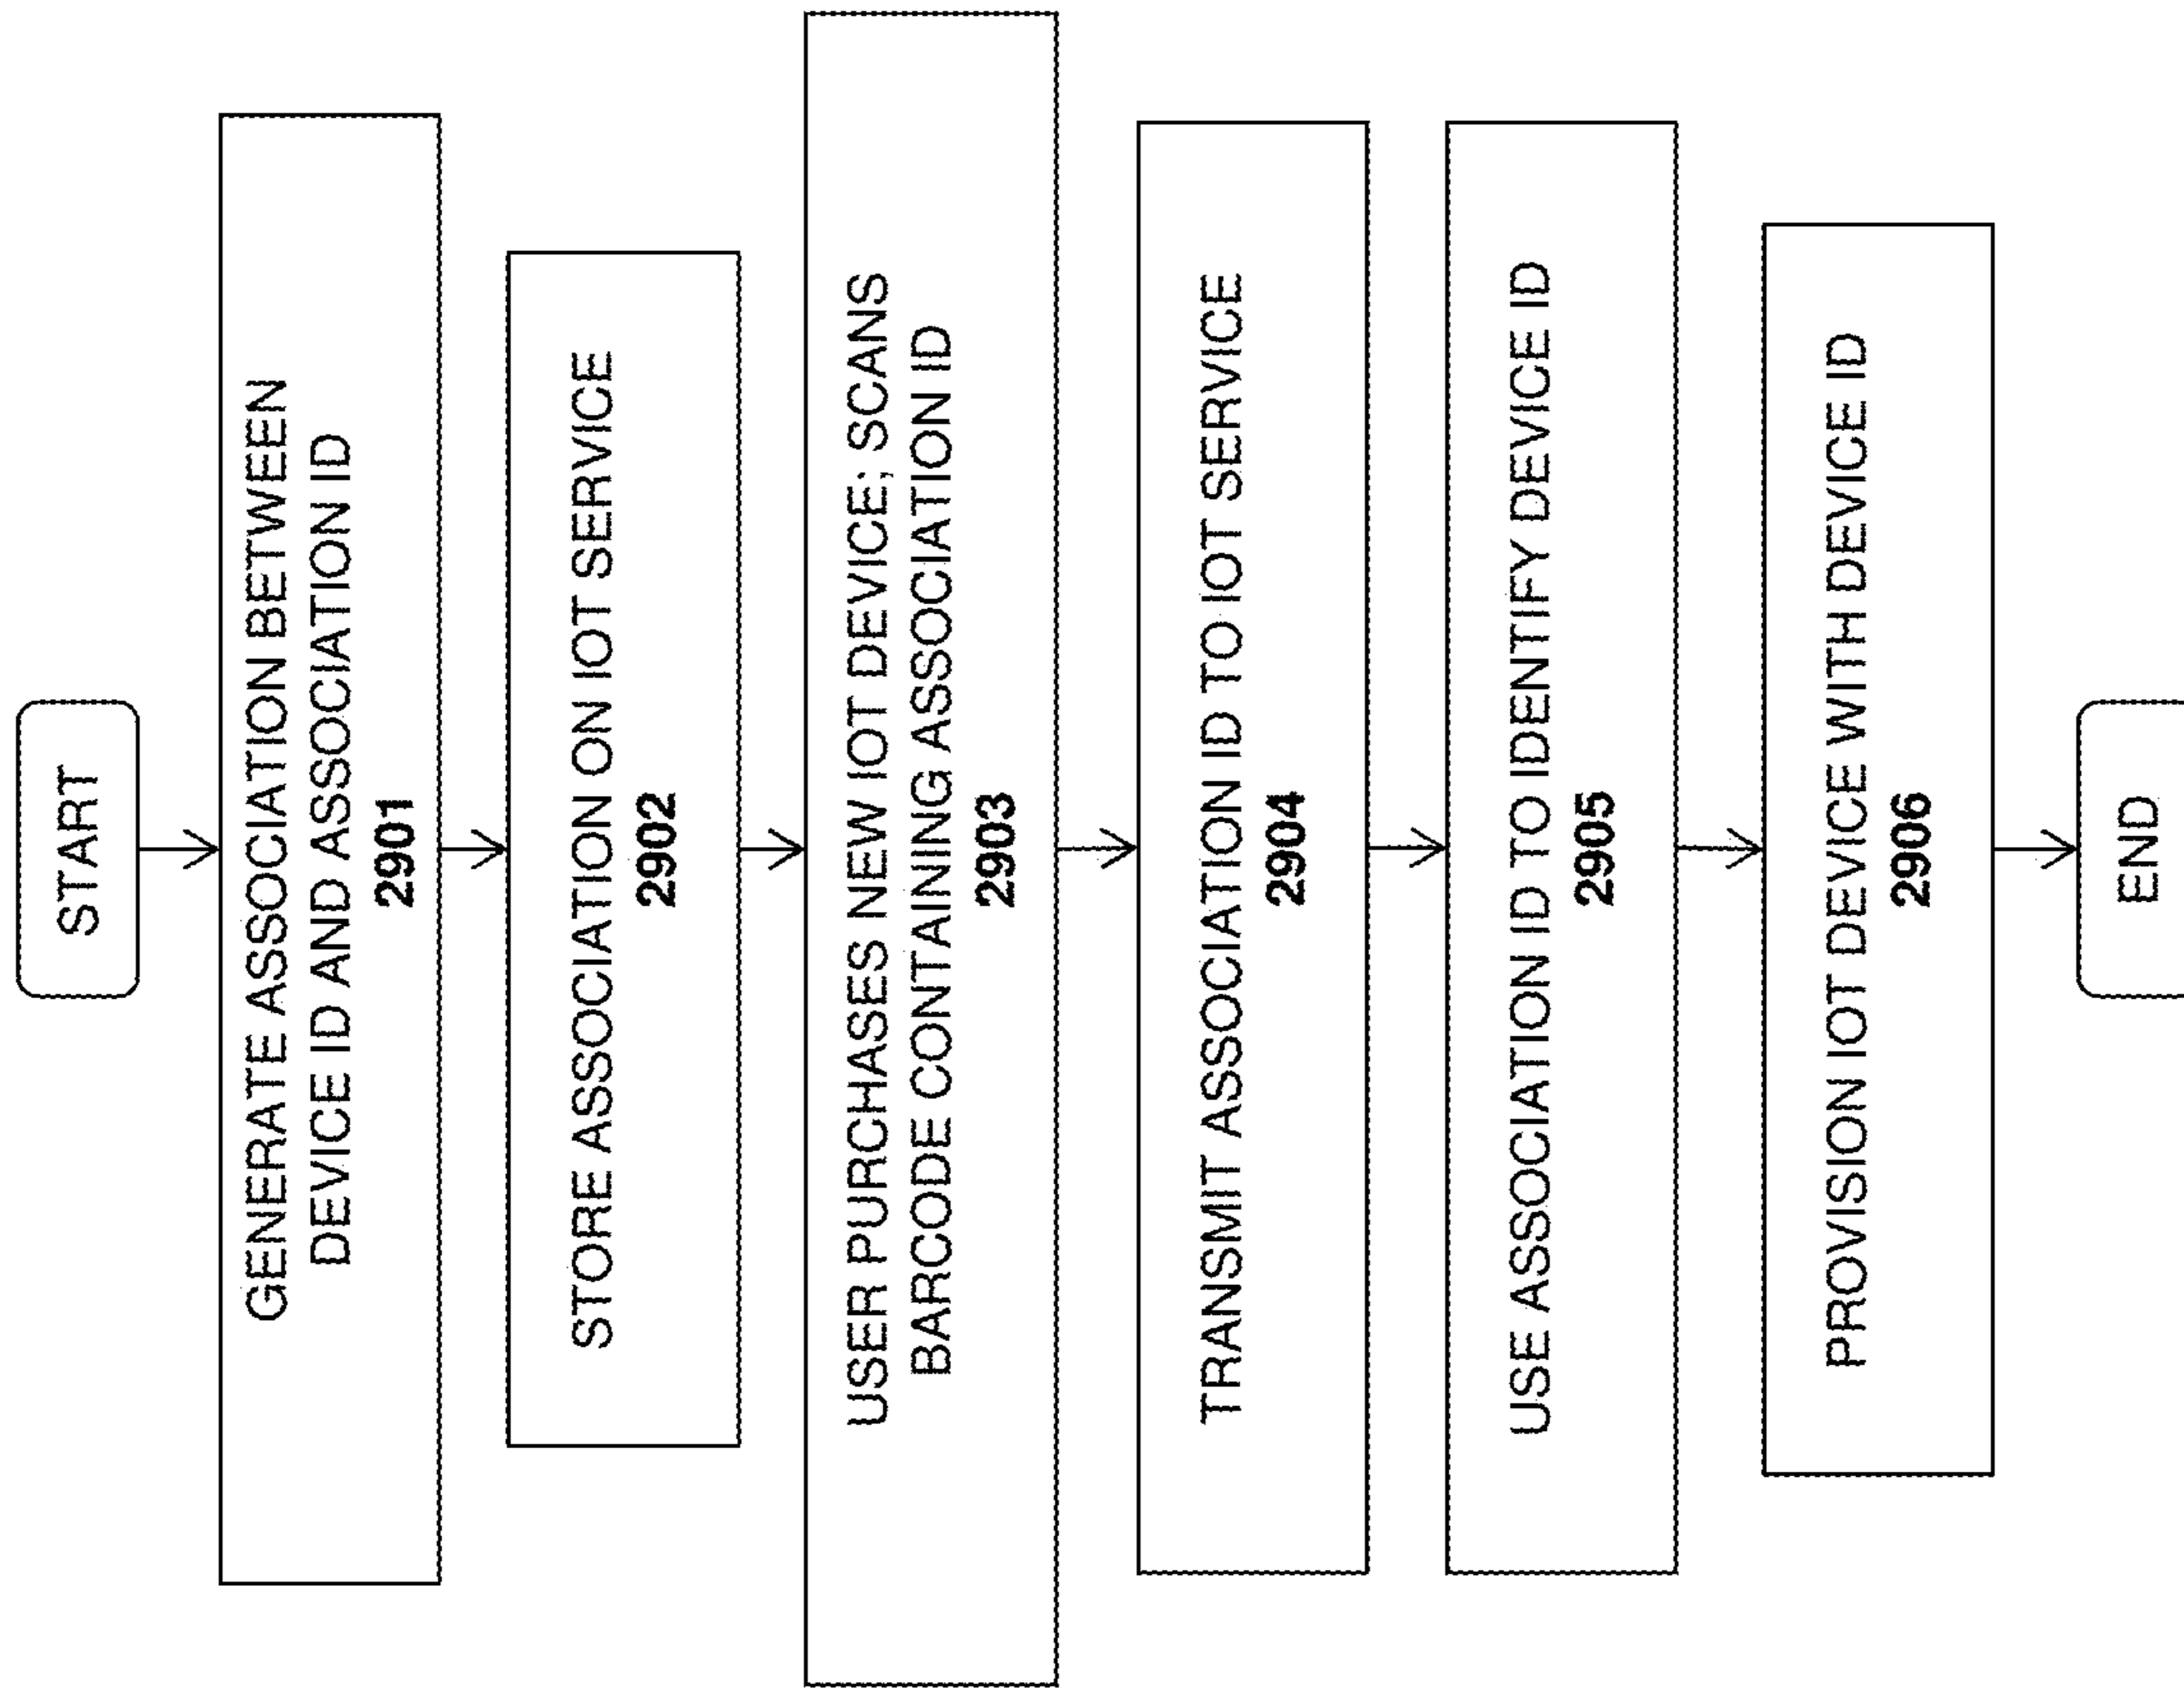 START
GENERATE ASSOCIATION BETWEEN
DEVICE ID AND ASSOCIATION ID
2901
STORE ASSOCIATION ON IOT SERVICE
2902
USER PURCHASES NEW IOT DEVICE; SCANS
BARCODE CONTAINING ASSOCIATION ID
2903
TRANSMIT ASSOCIATION ID TO IOT SERVICE
2904
USE ASSOCIATION ID TO IDENTIFY DEVICE ID
2905
PROVISION IOT DEVICE WITH DEVICE ID
2906
END